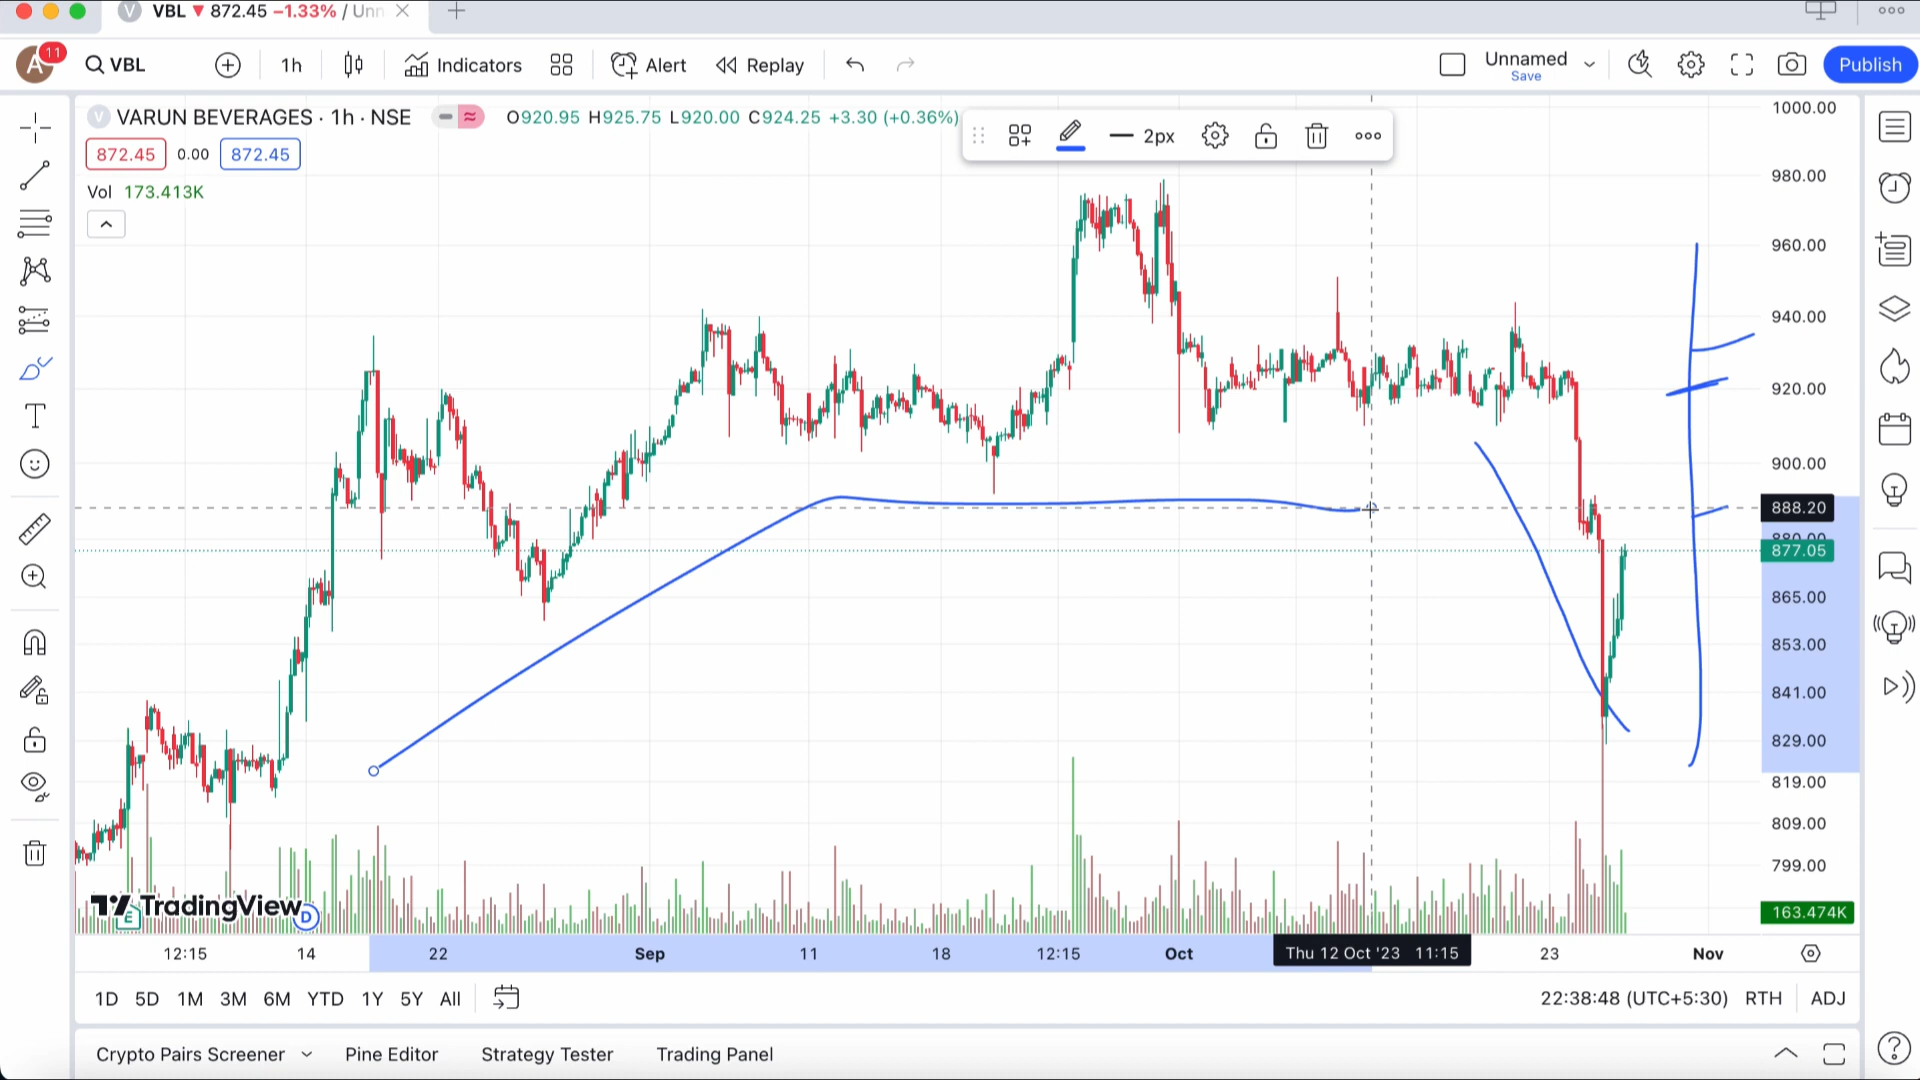 VBL ▼ 872.45 −1.33% / Unn
A 11 VBL 1h Indicators Alert Replay Unnamed Save Publish
VARUN BEVERAGES · 1h · NSE O920.95 H925.75 L920.00 C924.25 +3.30 (+0.36%)
872.45 0.00 872.45
Vol 173.413K
2px
1000.00
980.00
960.00
940.00
920.00
900.00
888.20
880.00
877.05
865.00
853.00
841.00
829.00
819.00
809.00
799.00
163.474K
TradingView
E D
12:15 14 22 Sep 11 18 12:15 Oct Thu 12 Oct '23 11:15 23 Nov
1D 5D 1M 3M 6M YTD 1Y 5Y All 22:38:48 (UTC+5:30) RTH ADJ
Crypto Pairs Screener Pine Editor Strategy Tester Trading Panel